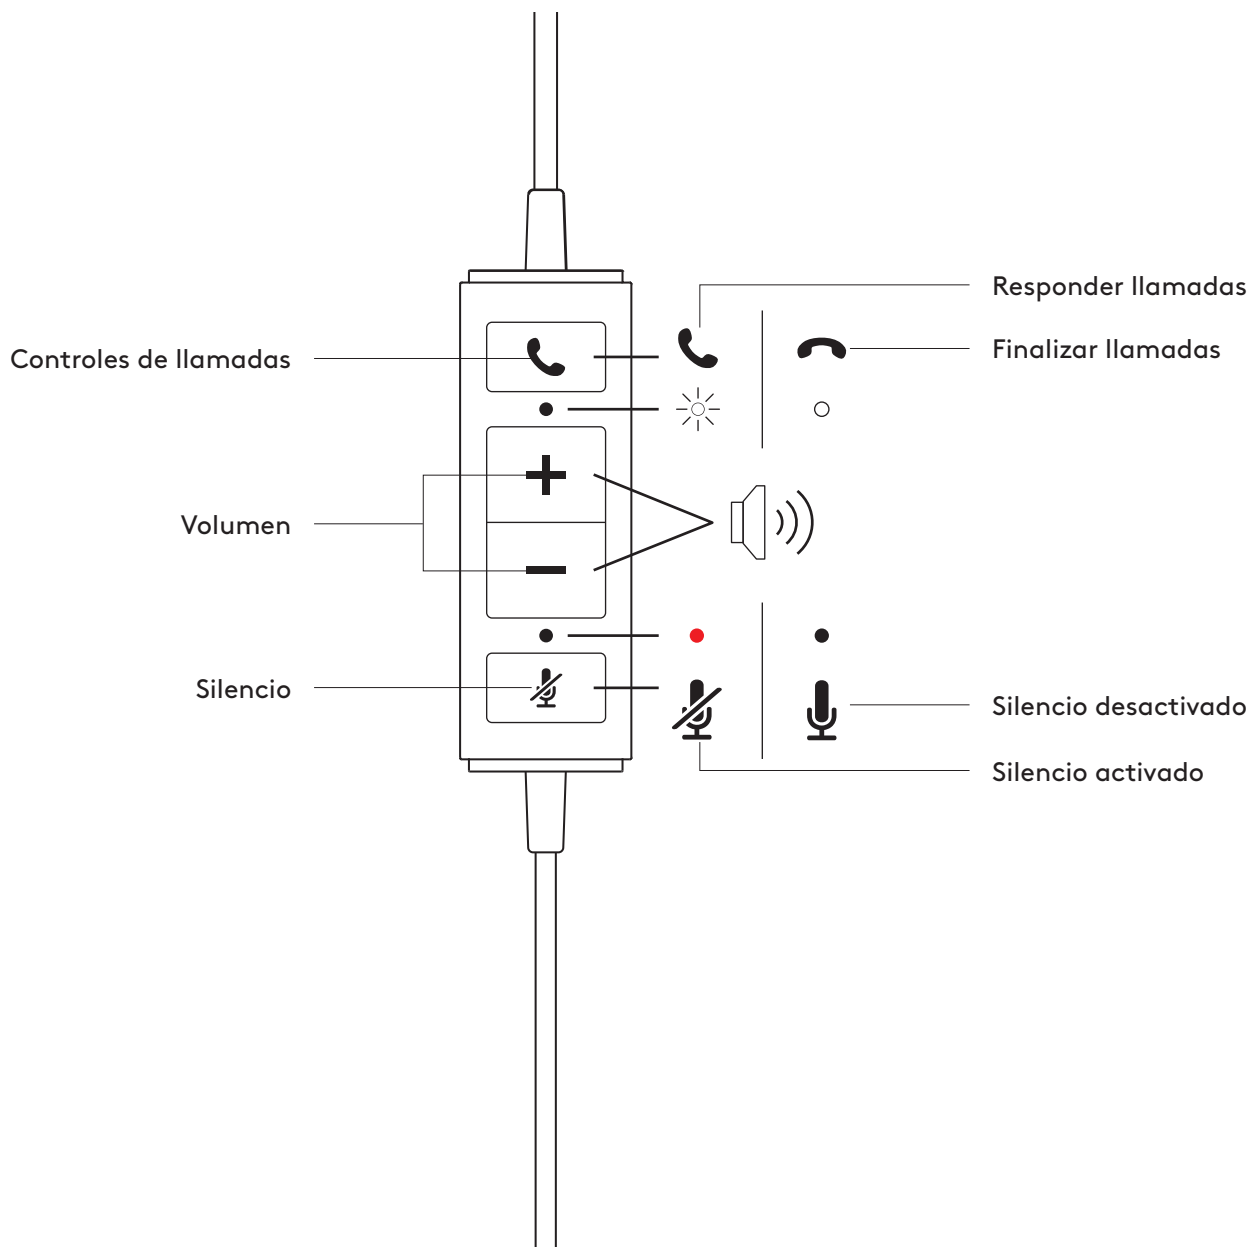 Responder llamadas
Controles de llamadas
Finalizar llamadas
Volumen
Silencio
Silencio desactivado
Silencio activado